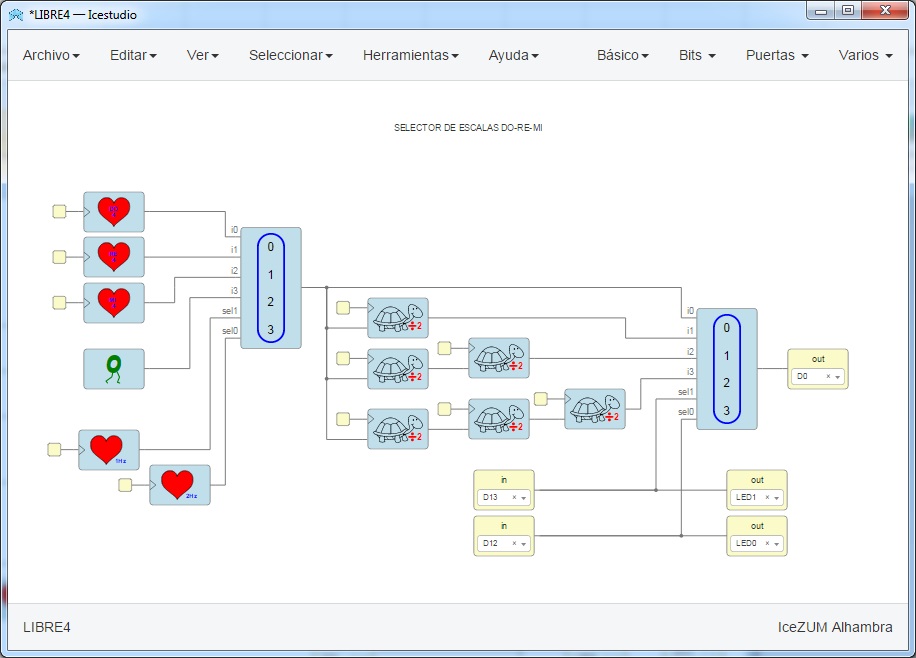 *LIBRE4 — Icestudio
Archivo Editar Ver Seleccionar Herramientas Ayuda Básico Bits Puertas Varios
SELECTOR DE ESCALAS DO-RE-MI
i0
i1
i2
i3
sel1
sel0
0
1
2
3
0
1Hz
2Hz
÷2
÷2
÷2
÷2
÷2
÷2
i0
i1
i2
i3
sel1
sel0
0
1
2
3
out
D0 ×
in
D13 ×
out
LED1 ×
in
D12 ×
out
LED0 ×
LIBRE4
IceZUM Alhambra